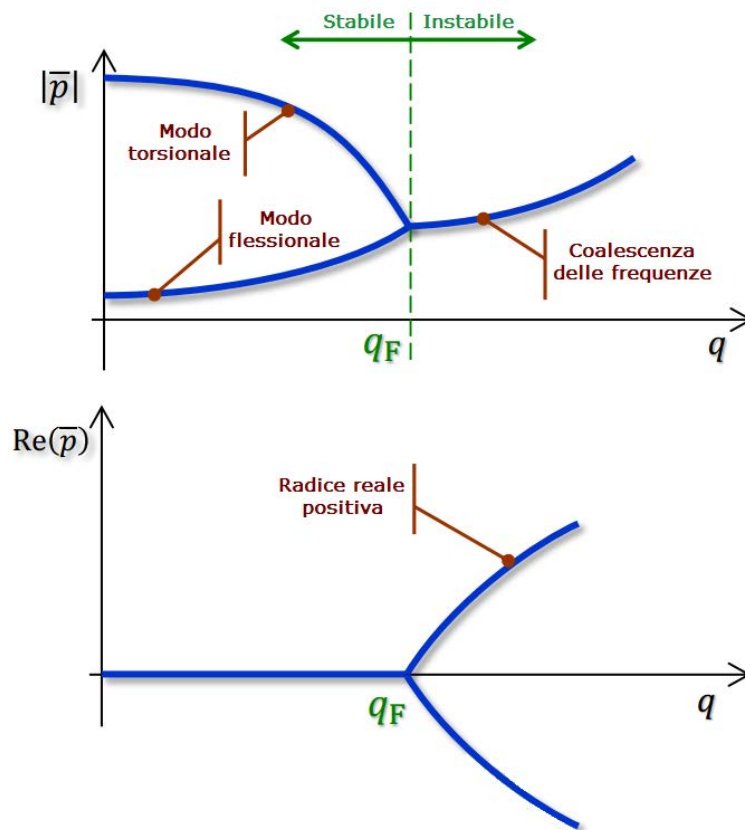 Stabile
Instabile
|p̅|
Modo
torsionale
Modo
flessionale
Coalescenza
delle frequenze
q_F
q
Re(p̅)
Radice reale
positiva
q_F
q